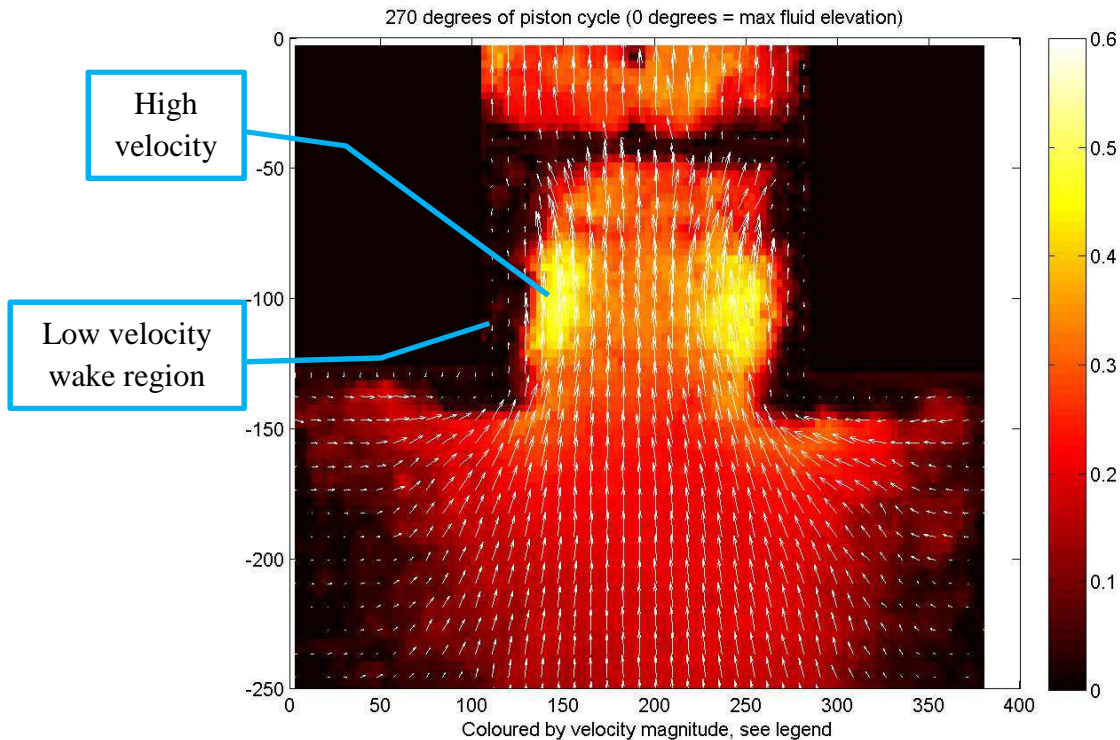 270 degrees of piston cycle (0 degrees = max fluid elevation)
High
velocity
Low velocity
wake region
0
-50
-100
-150
-200
-250
0 50 100 150 200 250 300 350 400
Coloured by velocity magnitude, see legend
0.6
0.5
0.4
0.3
0.2
0.1
0